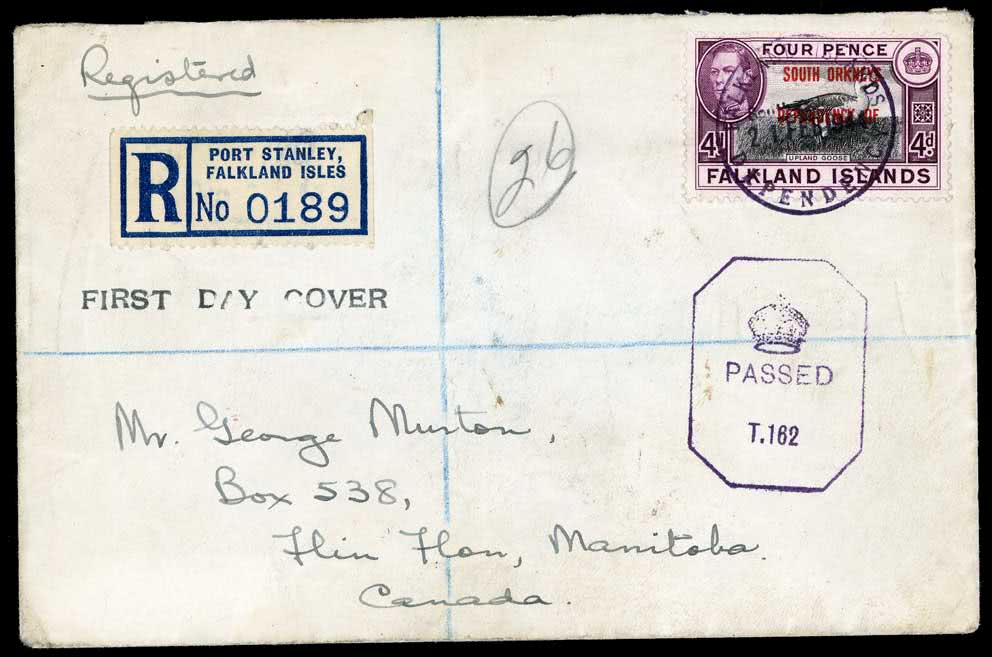 Registered
R
PORT STANLEY,
FALKLAND ISLES
No 0189
FIRST DAY COVER
26
FOUR PENCE
SOUTH ORKNEYS
DEPENDENCY OF
4d
4d.
UPLAND GOOSE
FALKLAND ISLANDS
PASSED
T.162
Mr. George Murton,
Box 538,
Flin Flon, Manitoba.
Canada.